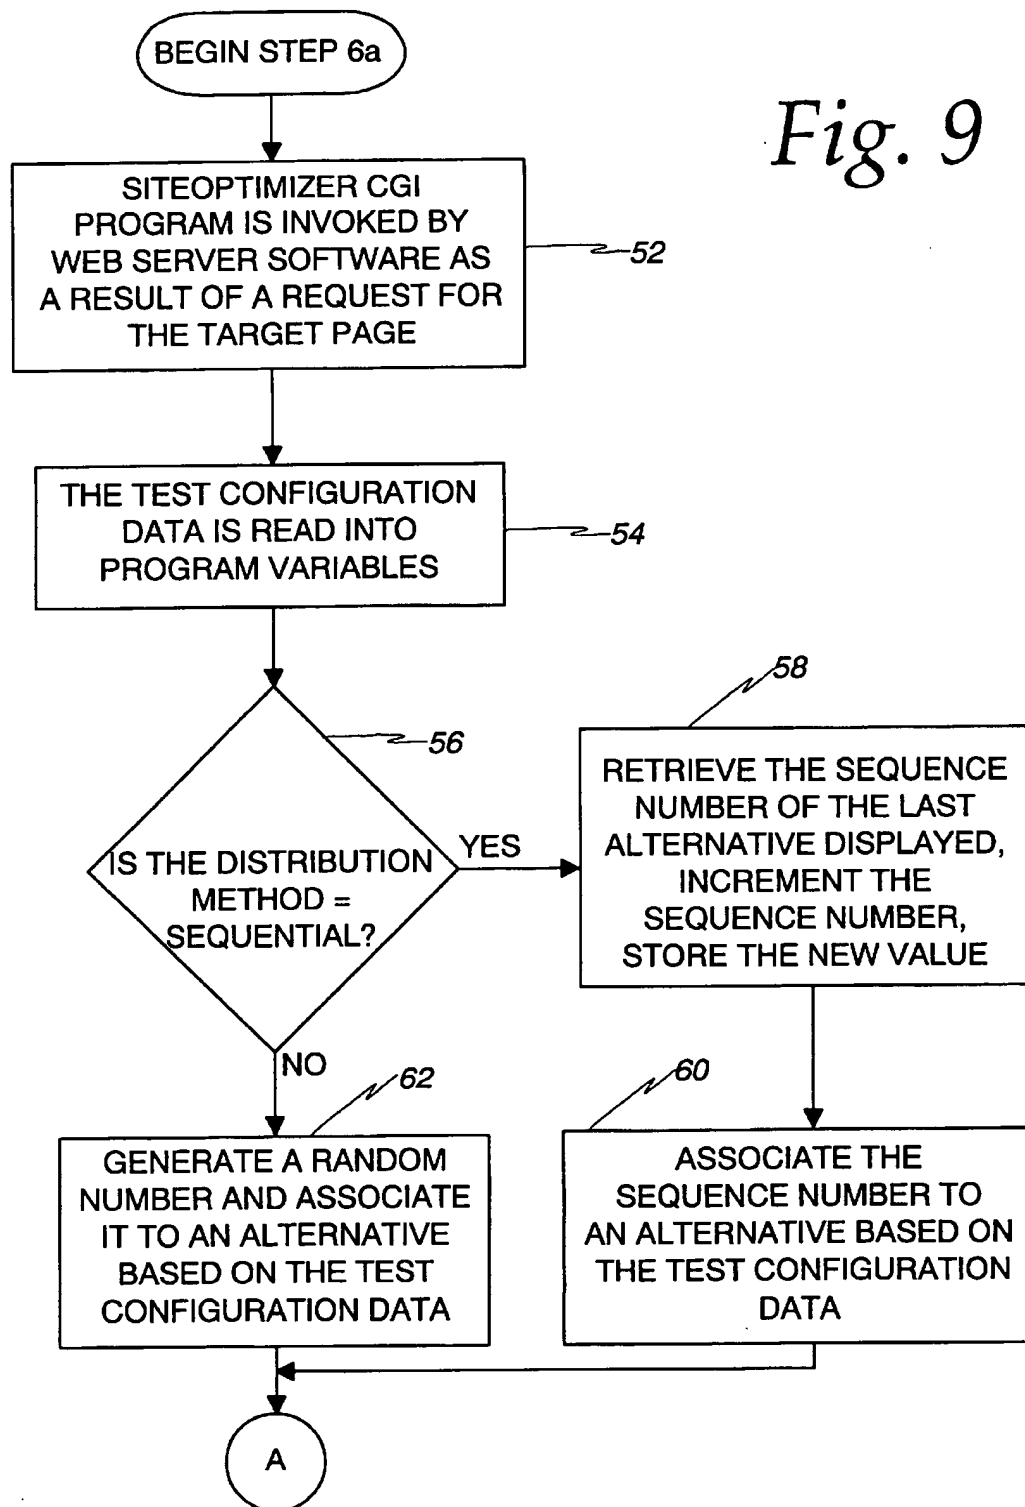 BEGIN STEP 6a
Fig. 9
SITEOPTIMIZER CGI
PROGRAM IS INVOKED BY
WEB SERVER SOFTWARE AS
A RESULT OF A REQUEST FOR
THE TARGET PAGE
52
THE TEST CONFIGURATION
DATA IS READ INTO
PROGRAM VARIABLES
54
56
IS THE DISTRIBUTION
METHOD =
SEQUENTIAL?
YES
58
RETRIEVE THE SEQUENCE
NUMBER OF THE LAST
ALTERNATIVE DISPLAYED,
INCREMENT THE
SEQUENCE NUMBER,
STORE THE NEW VALUE
NO
62
GENERATE A RANDOM
NUMBER AND ASSOCIATE
IT TO AN ALTERNATIVE
BASED ON THE TEST
CONFIGURATION DATA
60
ASSOCIATE THE
SEQUENCE NUMBER TO
AN ALTERNATIVE BASED ON
THE TEST CONFIGURATION
DATA
A